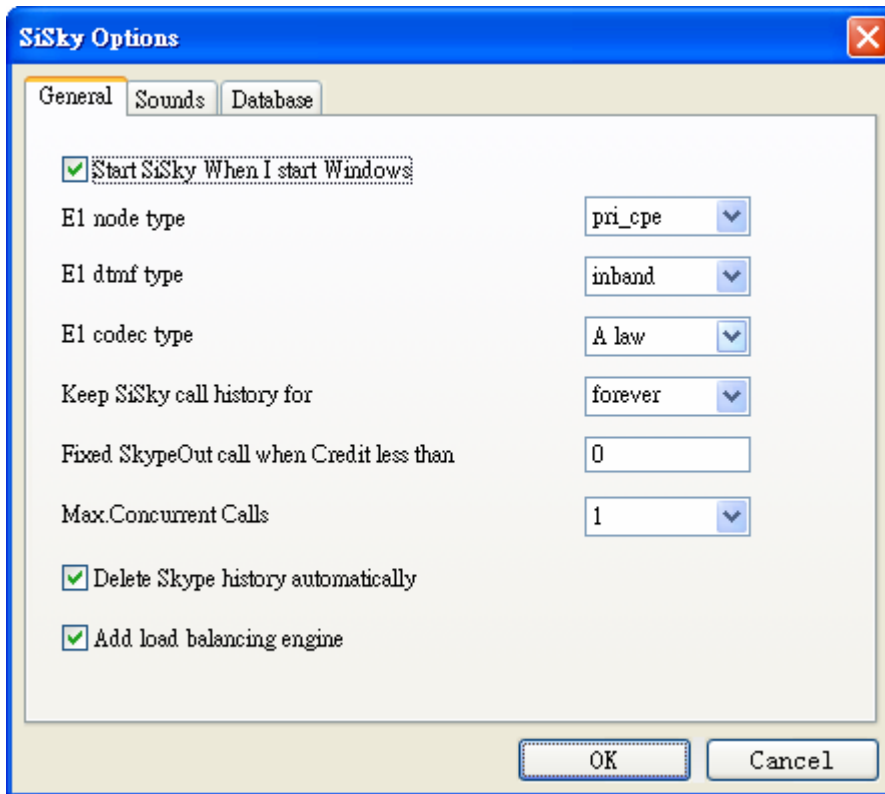 SiSky Options
General Sounds Database
Start SiSky When I start Windows
E1 node type pri_cpe
E1 dtmf type inband
E1 codec type A law
Keep SiSky call history for forever
Fixed SkypeOut call when Credit less than 0
Max.Concurrent Calls 1
Delete Skype history automatically
Add load balancing engine
OK Cancel